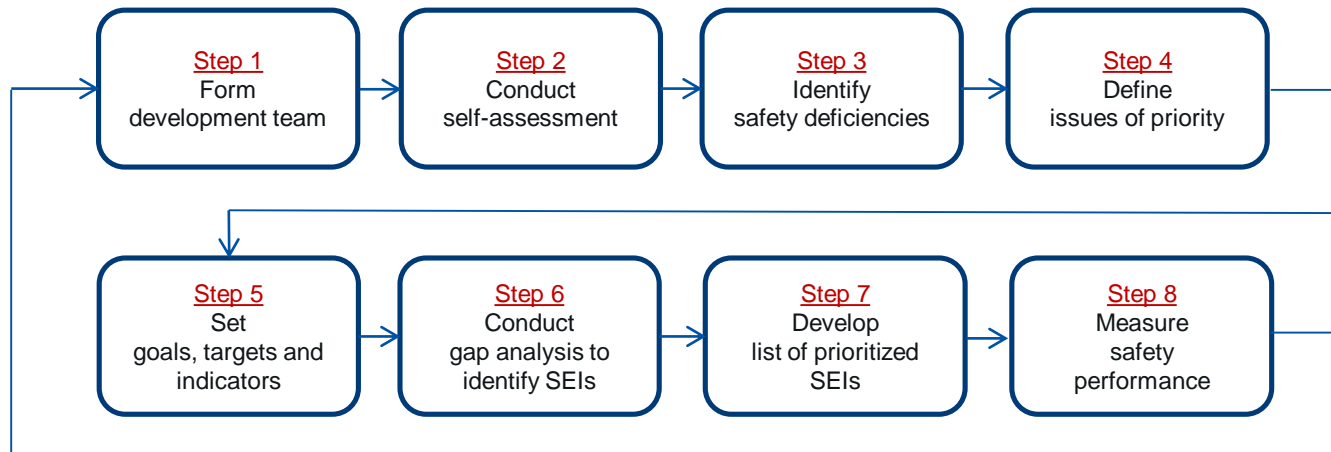 Step 1
Form
development team
Step 2
Conduct
self-assessment
Step 3
Identify
safety deficiencies
Step 4
Define
issues of priority
Step 5
Set
goals, targets and
indicators
Step 6
Conduct
gap analysis to
identify SEIs
Step 7
Develop
list of prioritized
SEIs
Step 8
Measure
safety
performance